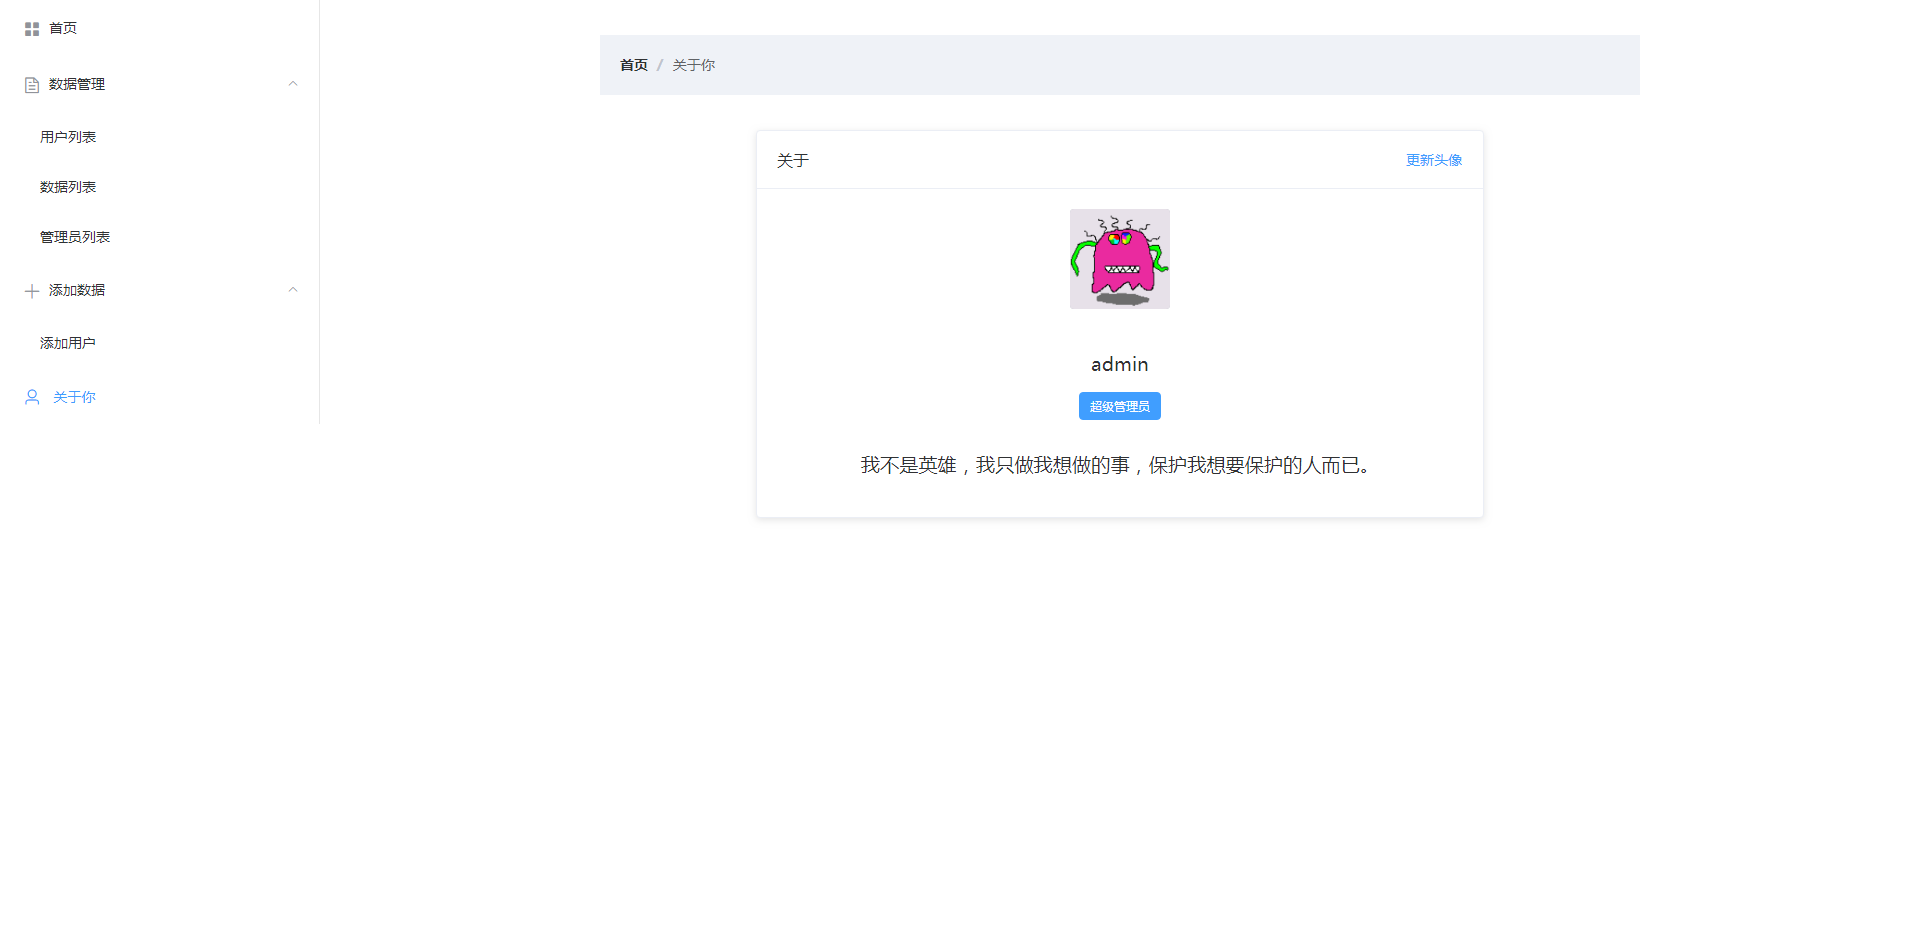 首页
数据管理
用户列表
数据列表
管理员列表
添加数据
添加用户
关于你
首页 / 关于你
关于
更新头像
admin
超级管理员
我不是英雄，我只做我想做的事，保护我想要保护的人而已。